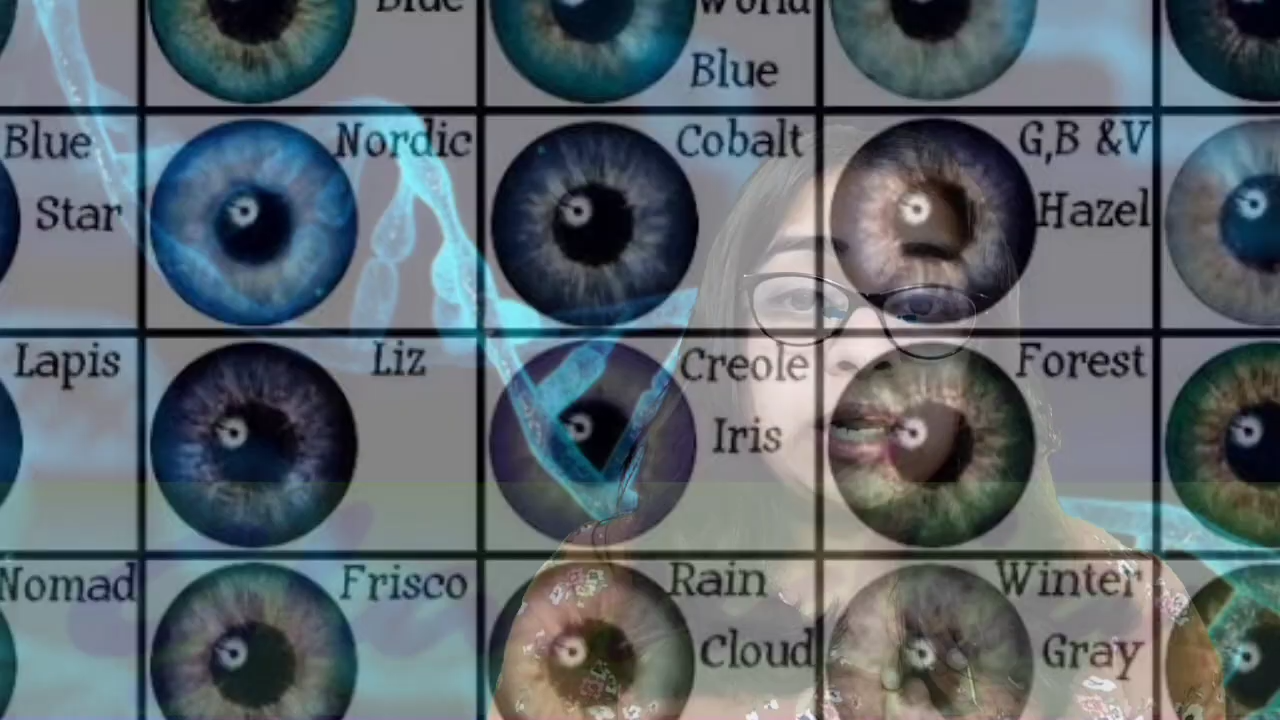 Blue
World
Blue
Blue
Star
Nordic
Cobalt
G,B &V
Hazel
Lapis
Liz
Creole
Iris
Forest
Nomad
Frisco
Rain
Cloud
Winter
Gray